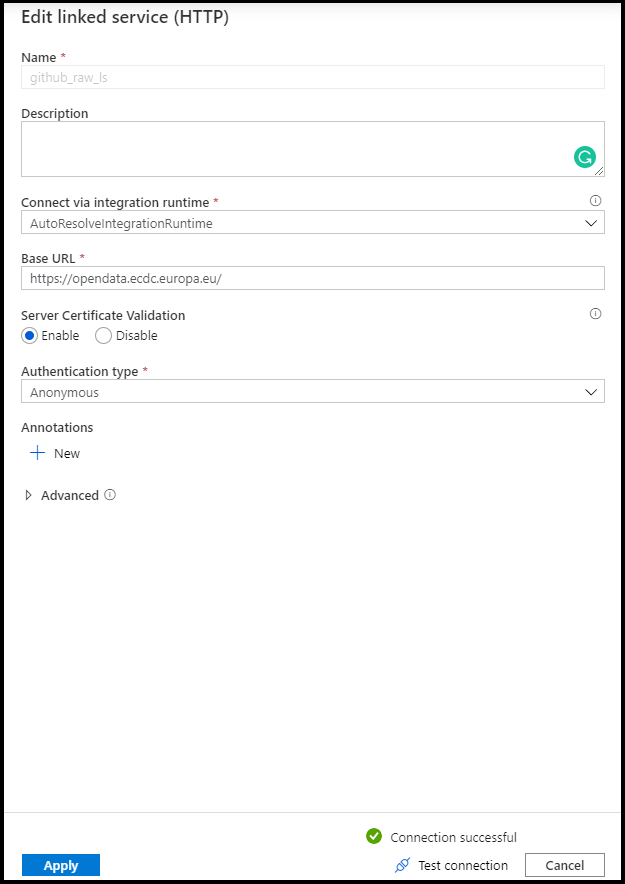 Edit linked service (HTTP)
Name *
github_raw_ls
Description
Connect via integration runtime *
AutoResolveIntegrationRuntime
Base URL *
https://opendata.ecdc.europa.eu/
Server Certificate Validation
Enable Disable
Authentication type *
Anonymous
Annotations
New
Advanced
Connection successful
Apply Test connection Cancel